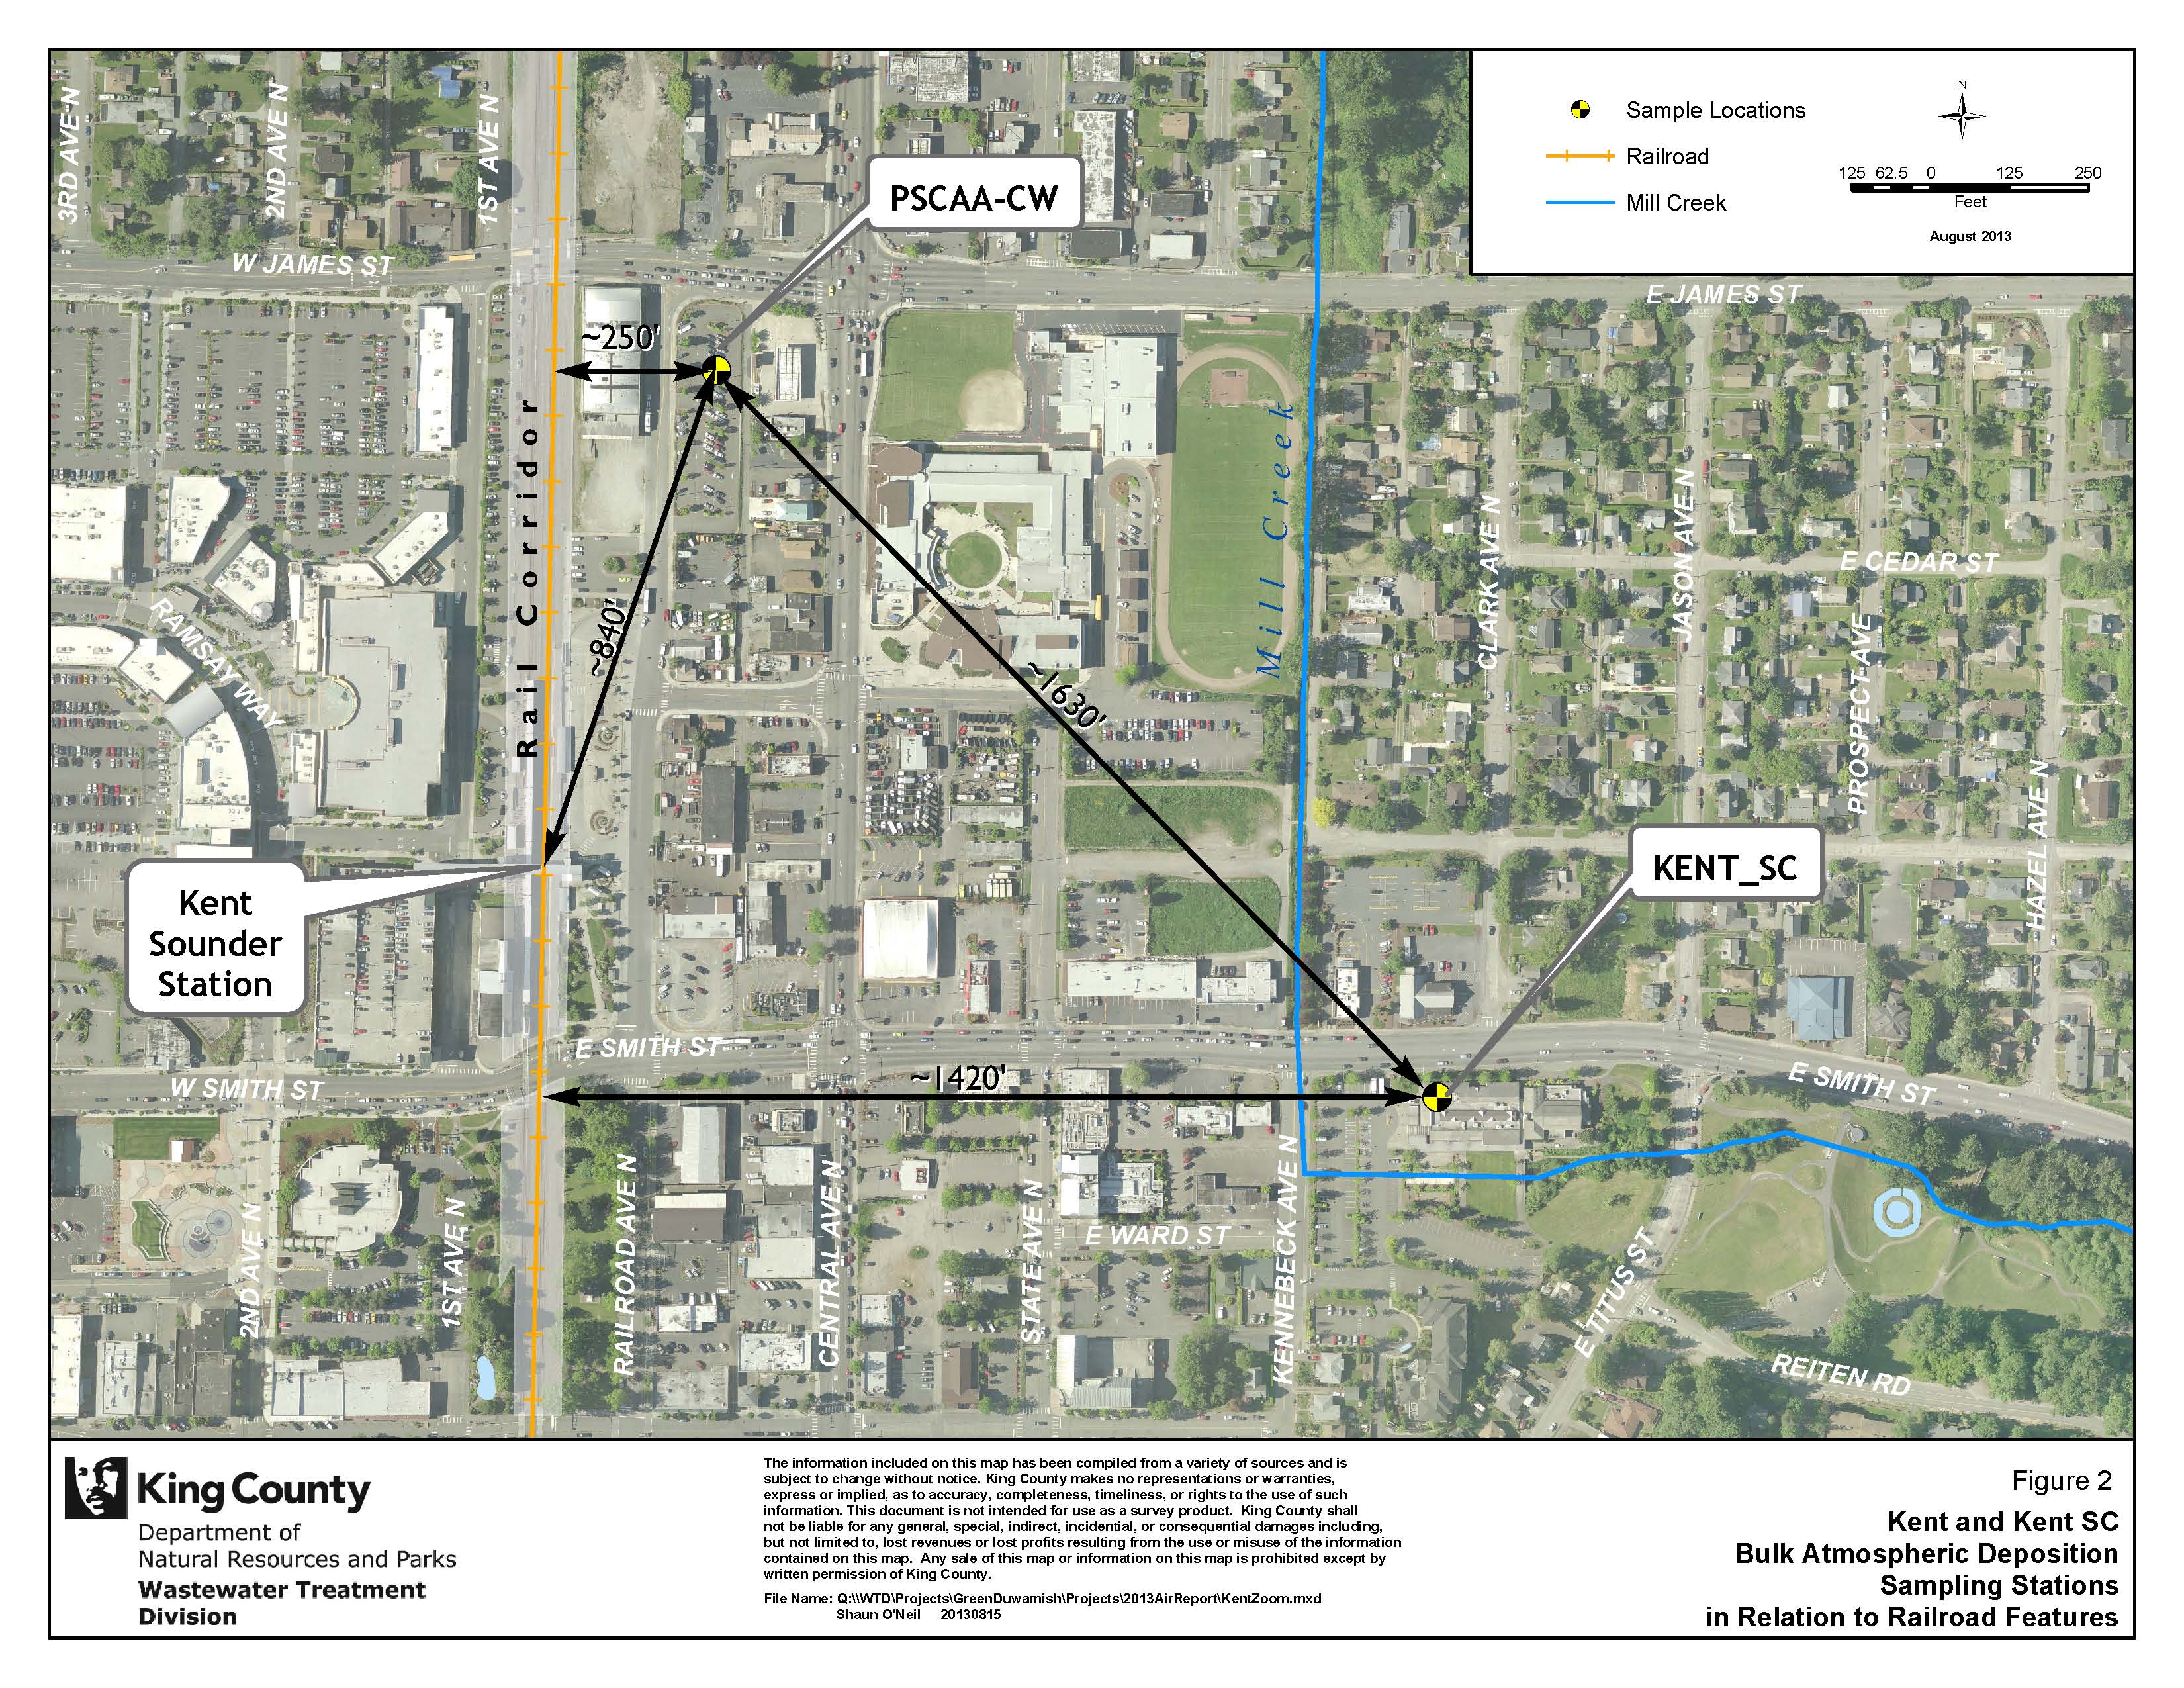 3RD AVE N
2ND AVE N
1ST AVE N
PSCAA-CW
Sample Locations
Railroad
Mill Creek
N
125 62.5 0 125 250
Feet
August 2013
W JAMES ST
E JAMES ST
~250'
Rail Corridor
Mill Creek
CLARK AVE N
JASON AVE N
E CEDAR ST
PROSPECT AVE
HAZEL AVE N
RAMSAY WAY
~840'
~1630'
KENT_SC
Kent
Sounder
Station
E SMITH ST
W SMITH ST
~1420'
E SMITH ST
2ND AVE N
1ST AVE N
RAILROAD AVE N
CENTRAL AVE N
STATE AVE N
E WARD ST
KENNEBECK AVE N
E TITUS ST
REITEN RD
King County
Department of
Natural Resources and Parks
Wastewater Treatment
Division
The information included on this map has been compiled from a variety of sources and is
subject to change without notice. King County makes no representations or warranties,
express or implied, as to accuracy, completeness, timeliness, or rights to the use of such
information. This document is not intended for use as a survey product. King County shall
not be liable for any general, special, indirect, incidential, or consequential damages including,
but not limited to, lost revenues or lost profits resulting from the use or misuse of the information
contained on this map. Any sale of this map or information on this map is prohibited except by
written permission of King County.
File Name: Q:\\WTD\Projects\GreenDuwamish\Projects\2013AirReport\KentZoom.mxd
Shaun O'Neil 20130815
Figure 2
Kent and Kent SC
Bulk Atmospheric Deposition
Sampling Stations
in Relation to Railroad Features